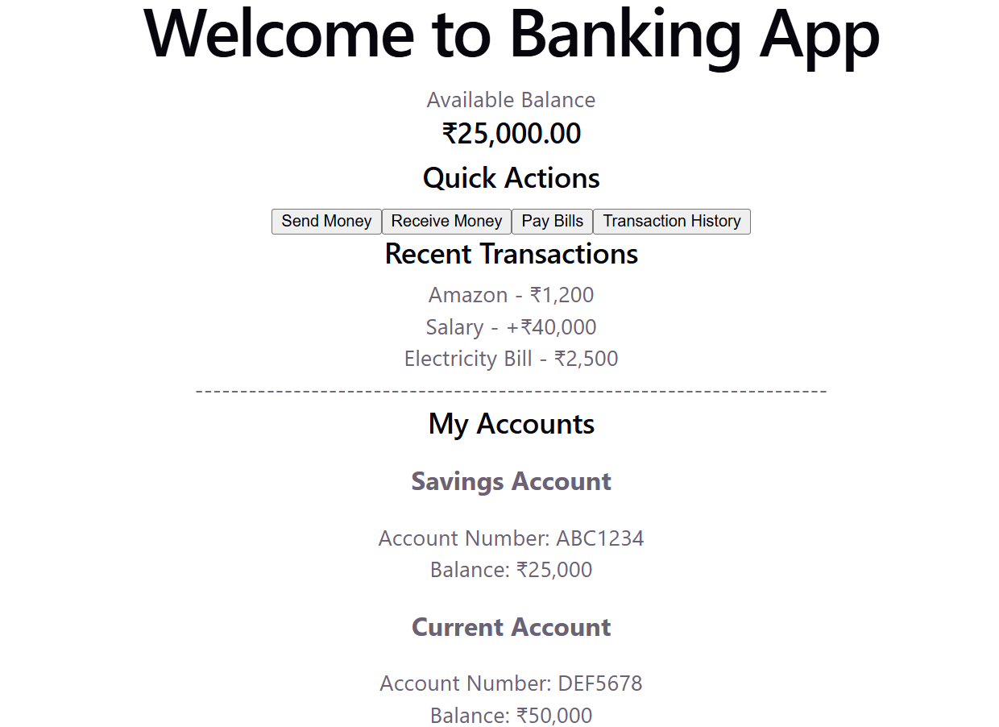 Welcome to Banking App
Available Balance
₹25,000.00
Quick Actions
Send Money Receive Money Pay Bills Transaction History
Recent Transactions
Amazon - ₹1,200
Salary - +₹40,000
Electricity Bill - ₹2,500
-----------------------------------------------------------------------
My Accounts
Savings Account
Account Number: ABC1234
Balance: ₹25,000
Current Account
Account Number: DEF5678
Balance: ₹50,000